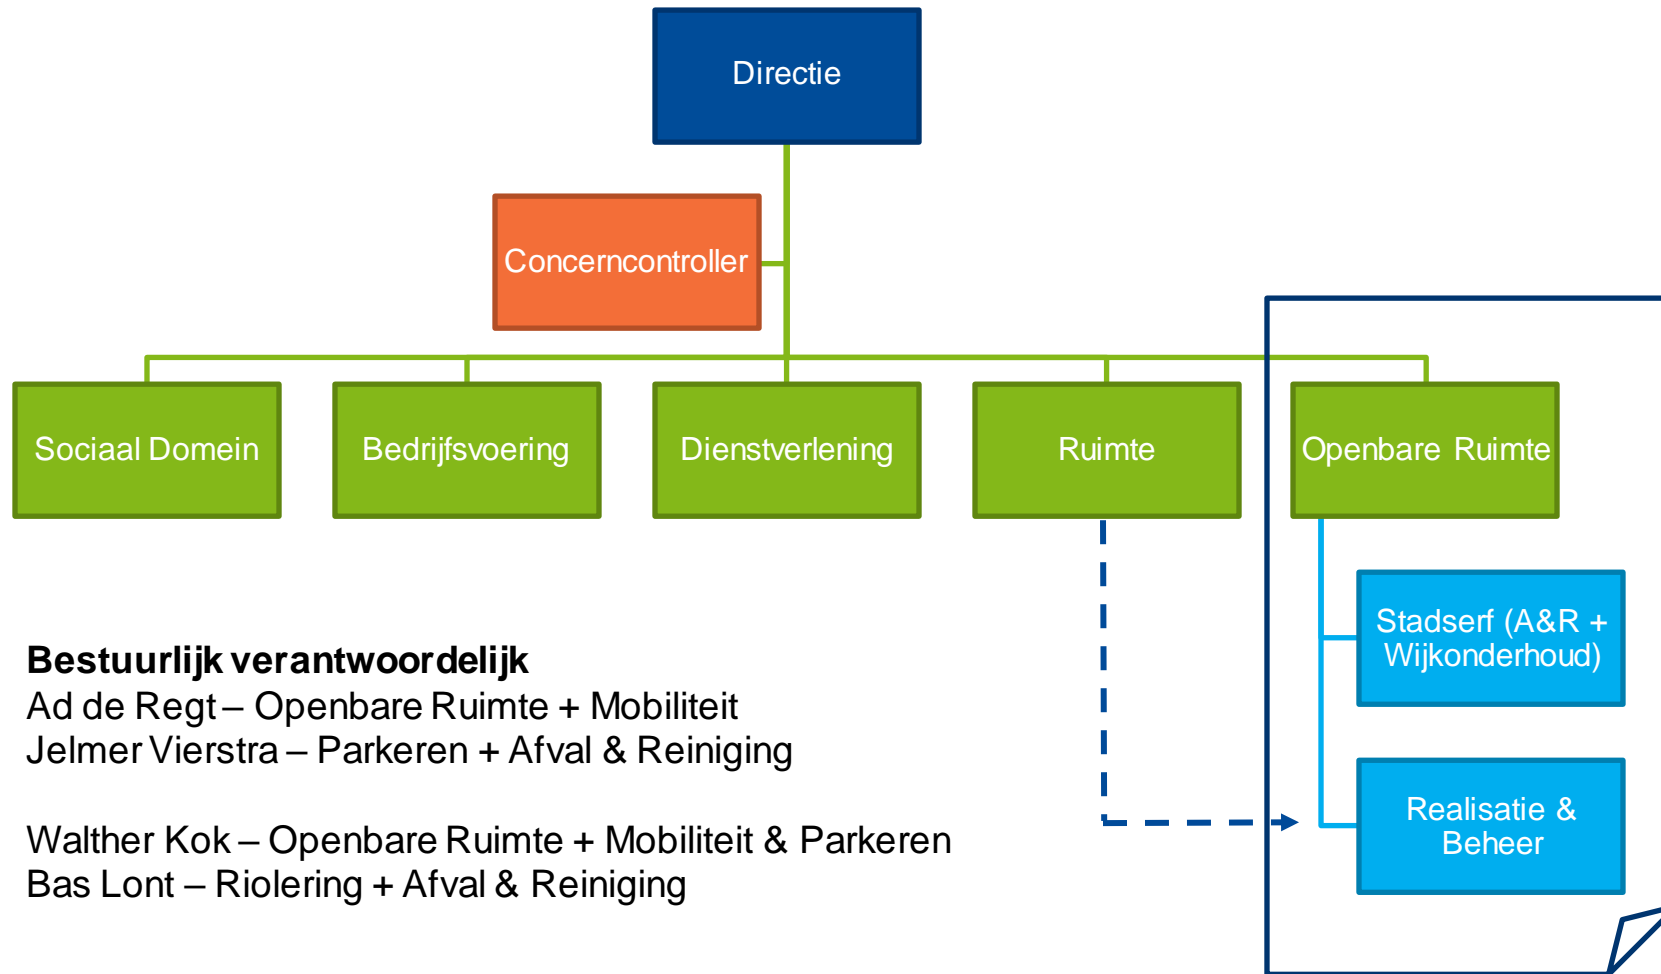 Directie
Concerncontroller
Sociaal Domein
Bedrijfsvoering
Dienstverlening
Ruimte
Openbare Ruimte
Stadserf (A&R +
Wijkonderhoud)
Realisatie &
Beheer
Bestuurlijk verantwoordelijk
Ad de Regt – Openbare Ruimte + Mobiliteit
Jelmer Vierstra – Parkeren + Afval & Reiniging
Walther Kok – Openbare Ruimte + Mobiliteit & Parkeren
Bas Lont – Riolering + Afval & Reiniging